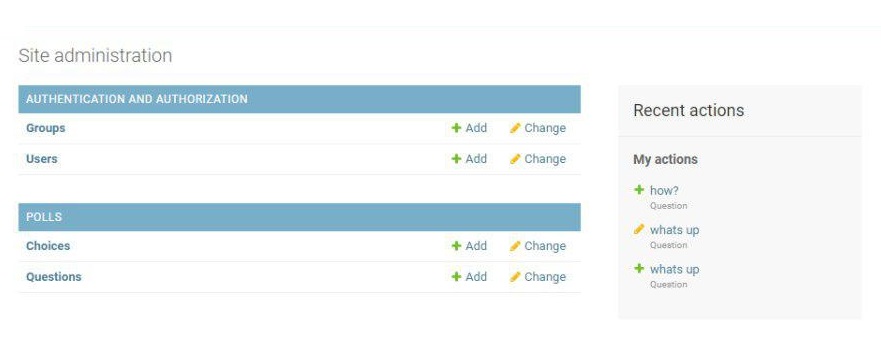 Site administration
AUTHENTICATION AND AUTHORIZATION
Groups Add Change
Users Add Change
POLLS
Choices Add Change
Questions Add Change
Recent actions
My actions
how?
Question
whats up
Question
whats up
Question